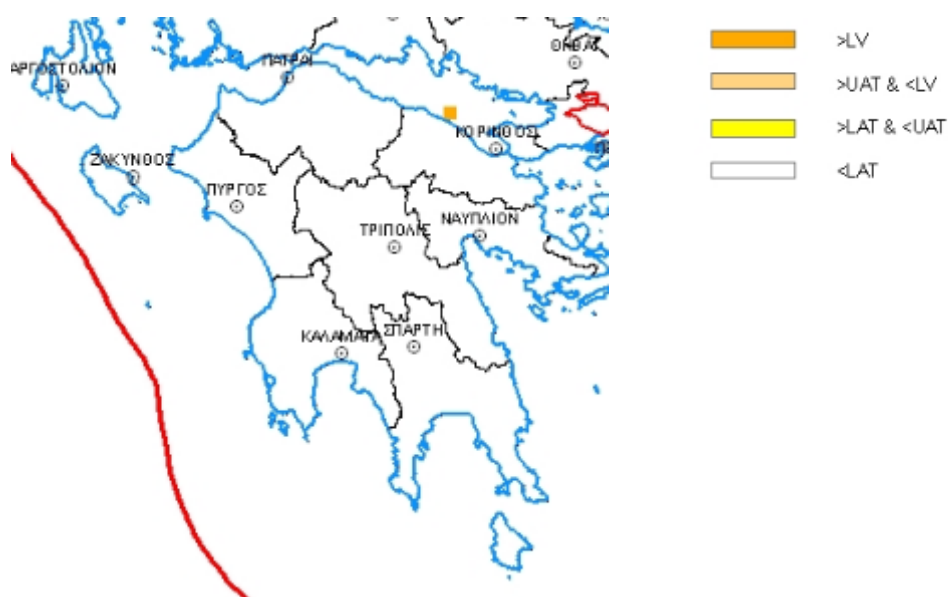 ΘΗΒΑΙ
ΠΑΤΡΑΙ
ΑΡΓΟΣΤΟΛΙΟΝ
ΚΟΡΙΝΘΟΣ
ΖΑΚΥΝΘΟΣ
ΠΥΡΓΟΣ
ΝΑΥΠΛΙΟΝ
ΤΡΙΠΟΛΙΣ
ΣΠΑΡΤΗ
ΚΑΛΑΜΑΤΑ
>LV
>UAT & <LV
>LAT & <UAT
<LAT